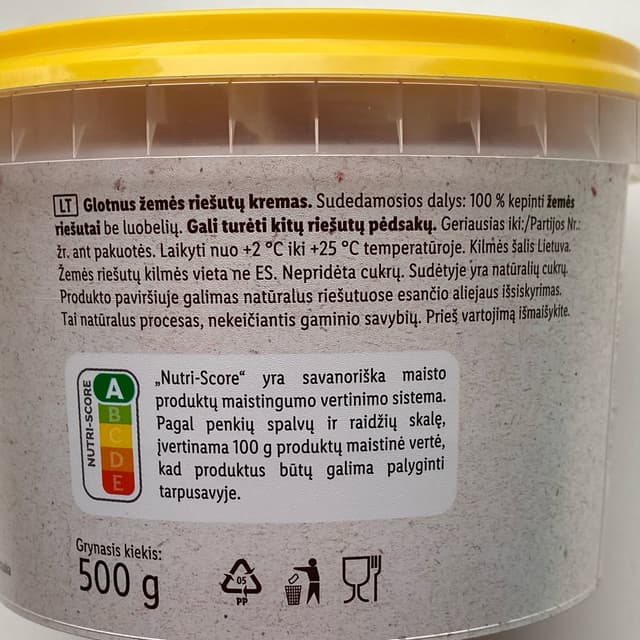 LT Glotnus žemės riešutų kremas. Sudedamosios dalys: 100 % kepinti žemės
riešutai be luobelių. Gali turėti kitų riešutų pėdsakų. Geriausias iki:/Partijos Nr.:
žr. ant pakuotės. Laikyti nuo +2 °C iki +25 °C temperatūroje. Kilmės šalis Lietuva.
Žemės riešutų kilmės vieta ne ES. Nepridėta cukrų. Sudėtyje yra natūralių cukrų.
Produkto paviršiuje galimas natūralus riešutuose esančio aliejaus išsiskyrimas.
Tai natūralus procesas, nekeičiantis gaminio savybių. Prieš vartojimą išmaišykite.
NUTRI-SCORE
A
B
C
D
E
„Nutri-Score“ yra savanoriška maisto
produktų maistingumo vertinimo sistema.
Pagal penkių spalvų ir raidžių skalę,
įvertinama 100 g produktų maistinė vertė,
kad produktus būtų galima palyginti
tarpusavyje.
Grynasis kiekis:
500 g
05
PP